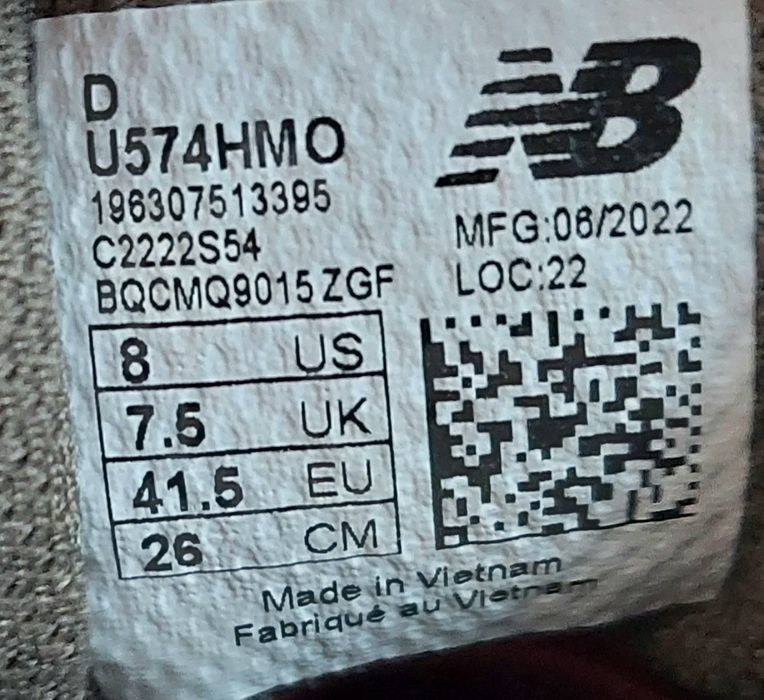 D
U574HMO
196307513395
C2222S54
BQCMQ9015 ZGF
NB
MFG:06/2022
LOC:22
8 US
7.5 UK
41.5 EU
26 CM
Made in Vietnam
Fabriqué au Vietnam